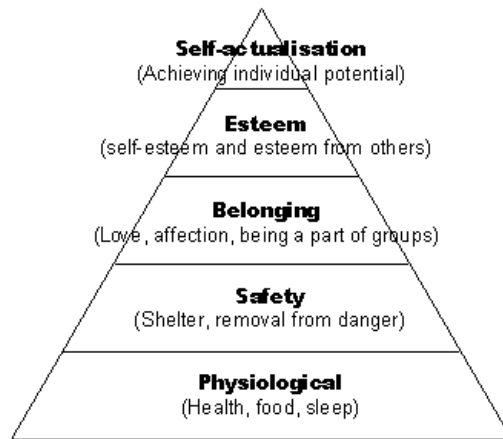 Self-actualisation
(Achieving individual potential)
Esteem
(self-esteem and esteem from others)
Belonging
(Love, affection, being a part of groups)
Safety
(Shelter, removal from danger)
Physiological
(Health, food, sleep)